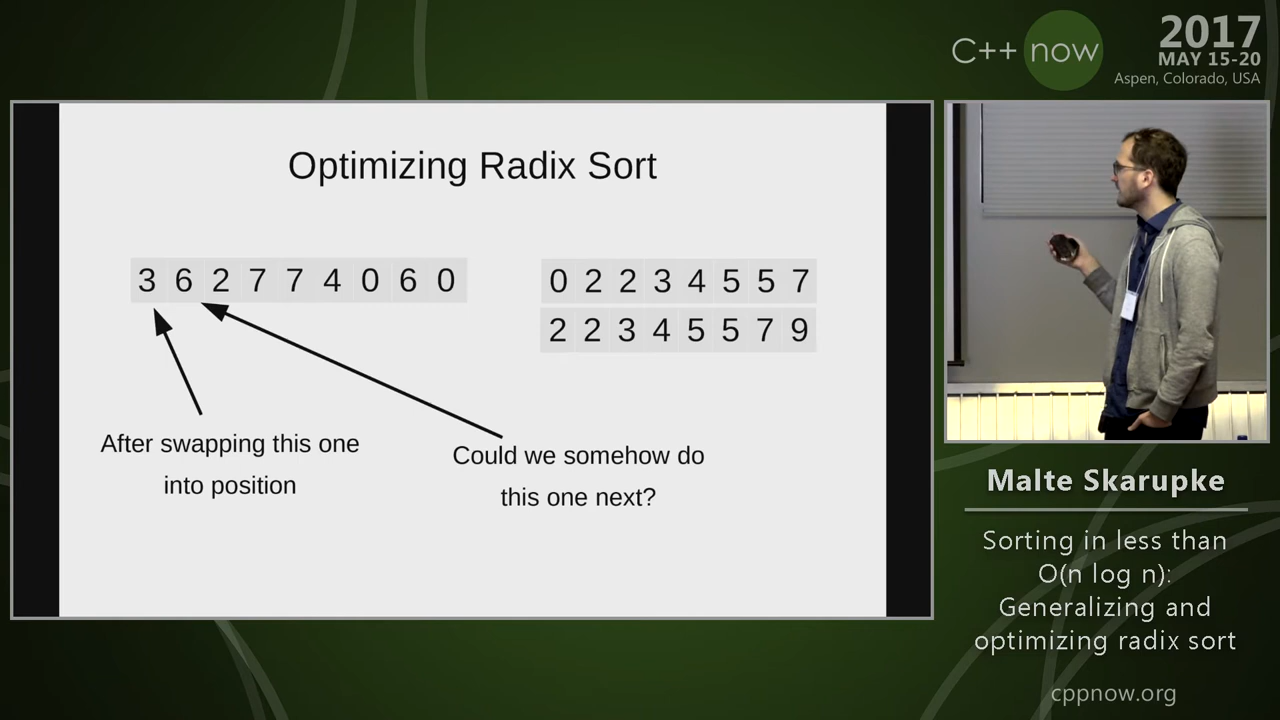 C++ now
2017
MAY 15-20
Aspen, Colorado, USA
Optimizing Radix Sort
3 6 2 7 7 4 0 6 0
0 2 2 3 4 5 5 7
2 2 3 4 5 5 7 9
After swapping this one
into position
Could we somehow do
this one next?
Malte Skarupke
Sorting in less than
O(n log n):
Generalizing and
optimizing radix sort
cppnow.org